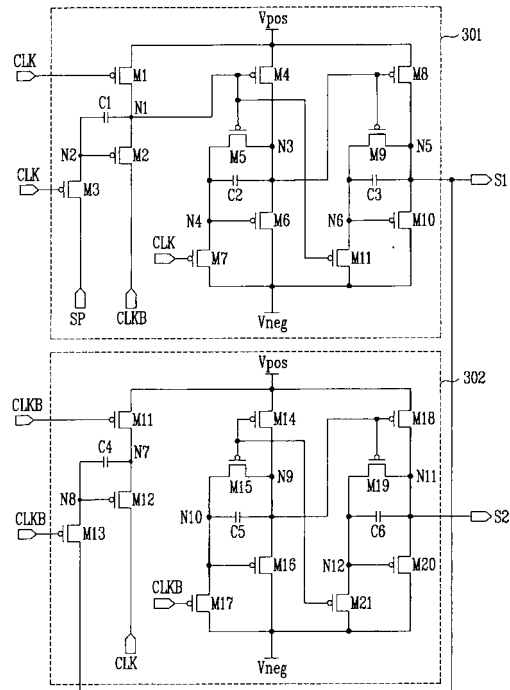 Vpos
301
CLK
M1
M4
M8
C1
N1
N2
M2
M5
N3
M9
N5
CLK
M3
C2
C3
S1
N4
M6
N6
M10
CLK
M7
M11
SP
CLKB
Vneg
Vpos
302
CLKB
M11
M14
M18
C4
N7
N8
M12
M15
N9
M19
N11
CLKB
M13
N10
C5
C6
S2
M16
N12
M20
CLKB
M17
M21
CLK
Vneg